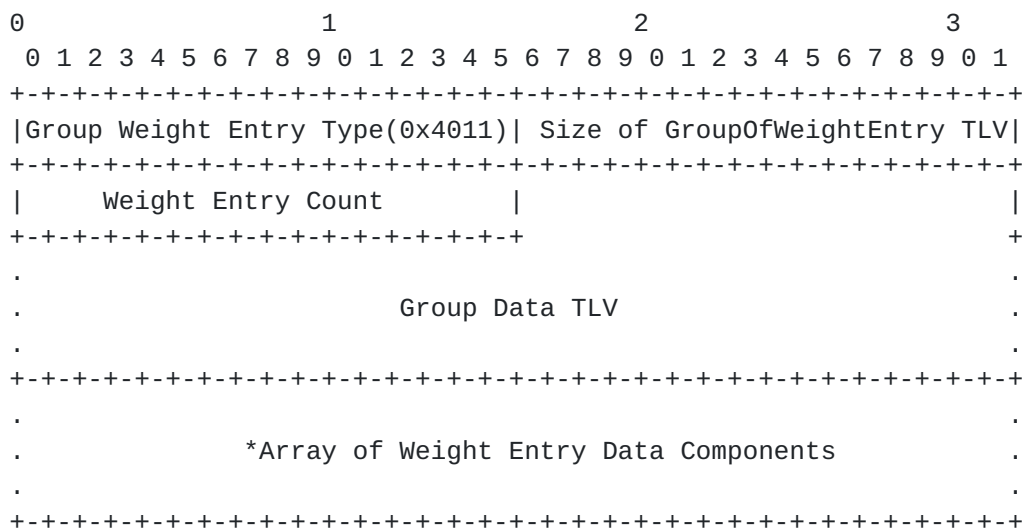 0                   1                   2                   3
 0 1 2 3 4 5 6 7 8 9 0 1 2 3 4 5 6 7 8 9 0 1 2 3 4 5 6 7 8 9 0 1
+-+-+-+-+-+-+-+-+-+-+-+-+-+-+-+-+-+-+-+-+-+-+-+-+-+-+-+-+-+-+-+-+
|Group Weight Entry Type(0x4011)| Size of GroupOfWeightEntry TLV|
+-+-+-+-+-+-+-+-+-+-+-+-+-+-+-+-+-+-+-+-+-+-+-+-+-+-+-+-+-+-+-+-+
|     Weight Entry Count        |                               |
+-+-+-+-+-+-+-+-+-+-+-+-+-+-+-+-+                               +
.                                                               .
.                        Group Data TLV                         .
.                                                               .
+-+-+-+-+-+-+-+-+-+-+-+-+-+-+-+-+-+-+-+-+-+-+-+-+-+-+-+-+-+-+-+-+
.                                                               .
.              *Array of Weight Entry Data Components           .
.                                                               .
+-+-+-+-+-+-+-+-+-+-+-+-+-+-+-+-+-+-+-+-+-+-+-+-+-+-+-+-+-+-+-+-+